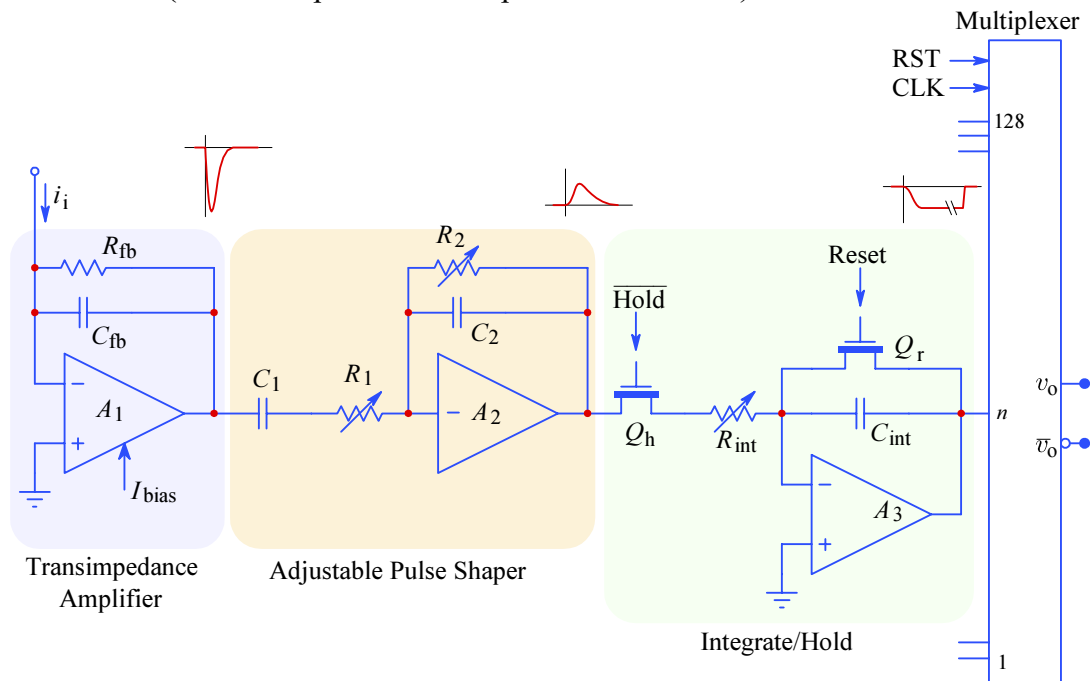 Multiplexer
RST
CLK
128
i_i
R_fb
C_fb
A_1
I_bias
Transimpedance
Amplifier
C_1
R_1
R_2
C_2
A_2
Adjustable Pulse Shaper
H̅o̅l̅d̅
Q_h
R_int
Reset
Q_r
C_int
A_3
Integrate/Hold
n
v_o
v̅_o
1